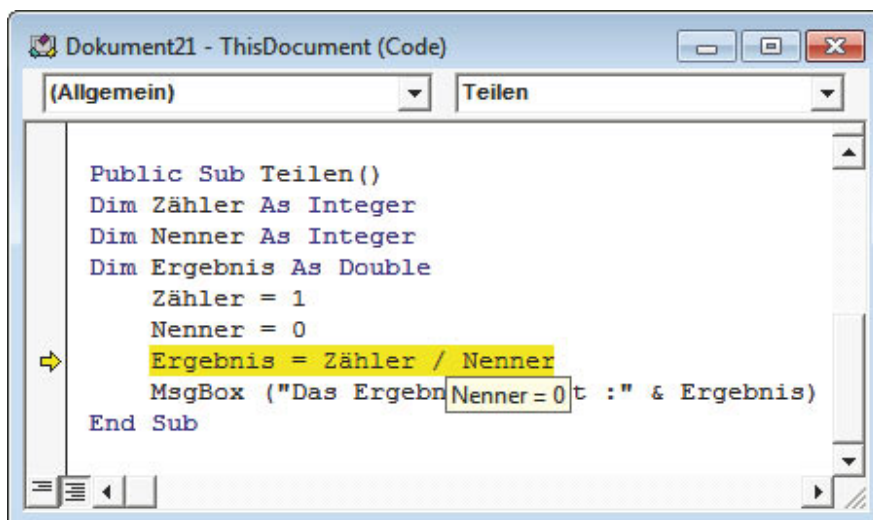 Dokument21 - ThisDocument (Code)
(Allgemein) Teilen
Public Sub Teilen()
Dim Zähler As Integer
Dim Nenner As Integer
Dim Ergebnis As Double
Zähler = 1
Nenner = 0
Ergebnis = Zähler / Nenner
MsgBox ("Das Ergebn t :" & Ergebnis)
Nenner = 0
End Sub